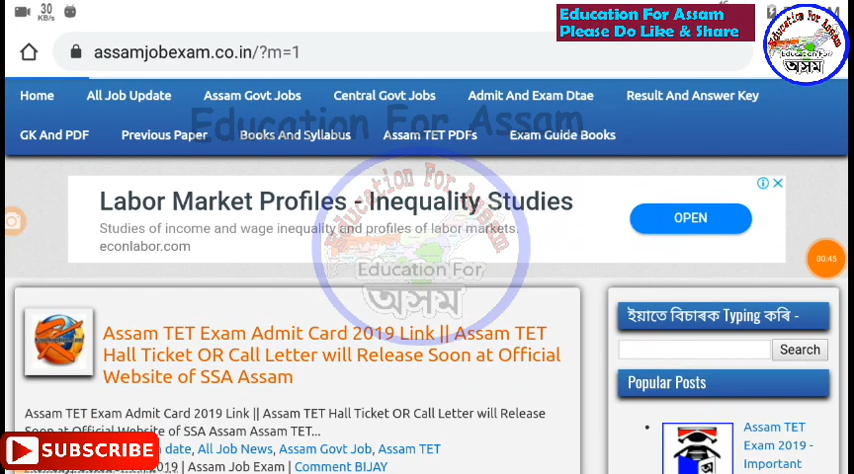 30
KB/s
Education For Assam
Please Do Like & Share
Education For Assam
অসম
assamjobexam.co.in/?m=1
Home
All Job Update
Assam Govt Jobs
Central Govt Jobs
Admit And Exam Dtae
Result And Answer Key
GK And PDF
Previous Paper
Books And Syllabus
Assam TET PDFs
Exam Guide Books
Education For Assam
Labor Market Profiles - Inequality Studies
Studies of income and wage inequality and profiles of labor markets.
econlabor.com
OPEN
00:45
Education For Assam
Education For
অসম
Assam TET Exam Admit Card 2019 Link || Assam TET
Hall Ticket OR Call Letter will Release Soon at Official
Website of SSA Assam
Assam TET Exam Admit Card 2019 Link || Assam TET Hall Ticket OR Call Letter will Release
Soon at Official Website of SSA Assam Assam TET...
date, All Job News, Assam Govt Job, Assam TET
2019 | Assam Job Exam | Comment BIJAY
SUBSCRIBE
ইয়াতে বিচাৰক Typing কৰি -
Search
Popular Posts
Assam TET
Exam 2019 -
Important